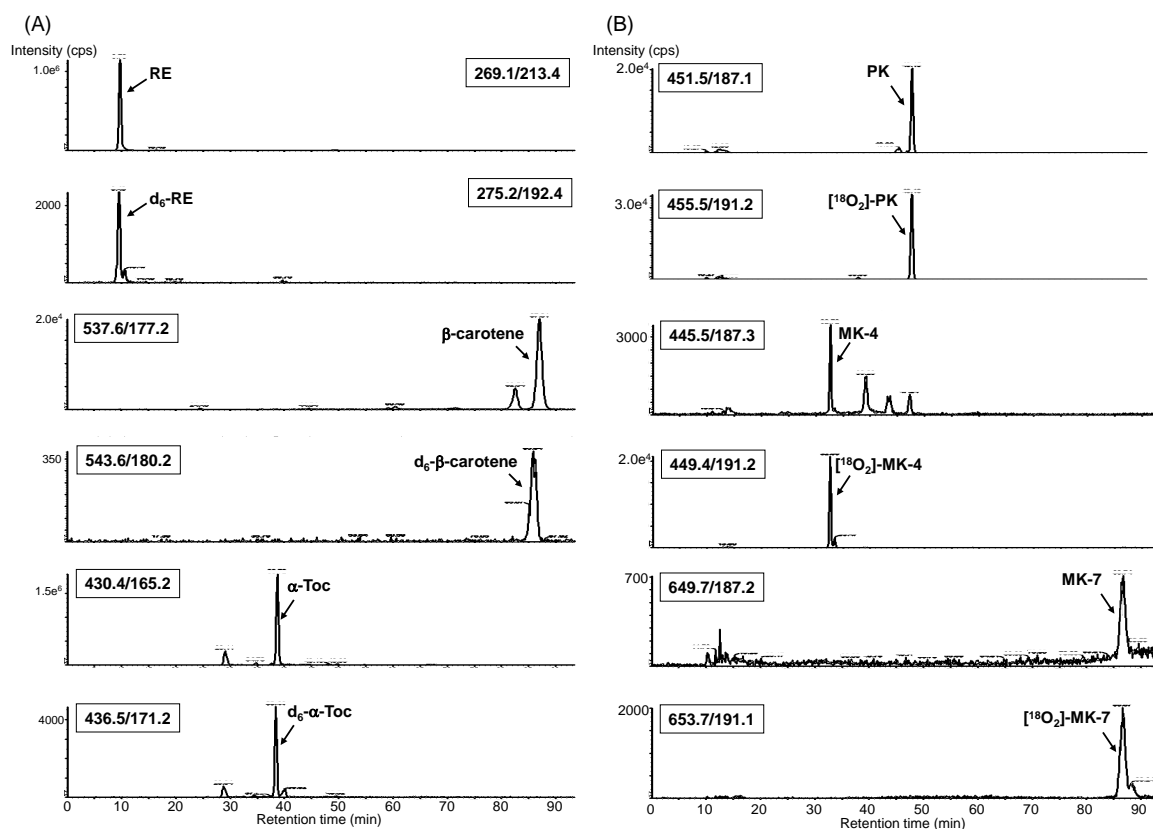 (A)
Intensity (cps)
1.0e⁶
RE
269.1/213.4
2000
d₆-RE
275.2/192.4
2.0e⁴
537.6/177.2
β-carotene
350
543.6/180.2
d₆-β-carotene
1.5e⁶
430.4/165.2
α-Toc
4000
436.5/171.2
d₆-α-Toc
0 10 20 30 40 50 60 70 80 90
Retention time (min)
(B)
Intensity (cps)
2.0e⁴
451.5/187.1
PK
3.0e⁴
455.5/191.2
[¹⁸O₂]-PK
3000
445.5/187.3
MK-4
2.0e⁴
449.4/191.2
[¹⁸O₂]-MK-4
700
649.7/187.2
MK-7
2000
653.7/191.1
[¹⁸O₂]-MK-7
0 10 20 30 40 50 60 70 80 90
Retention time (min)